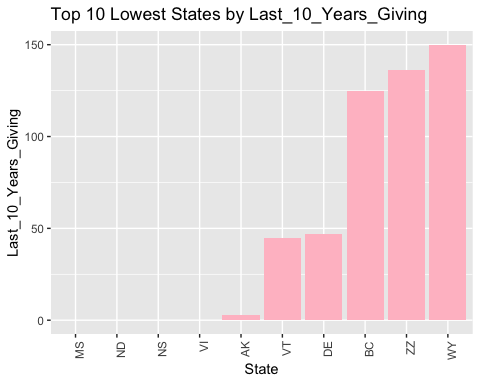 Top 10 Lowest States by Last_10_Years_Giving
Last_10_Years_Giving
150
100
50
0
MS ND NS VI AK VT DE BC ZZ WY
State